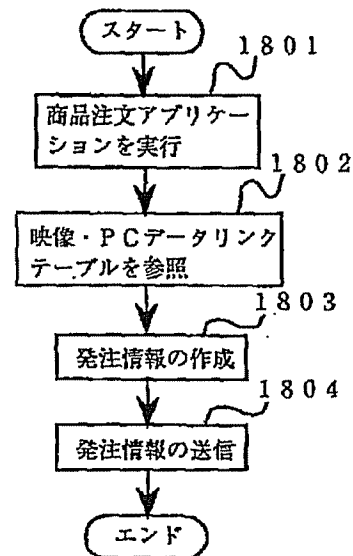 スタート
1801
商品注文アプリケー
ションを実行
1802
映像・PCデータリンク
テーブルを参照
1803
発注情報の作成
1804
発注情報の送信
エンド